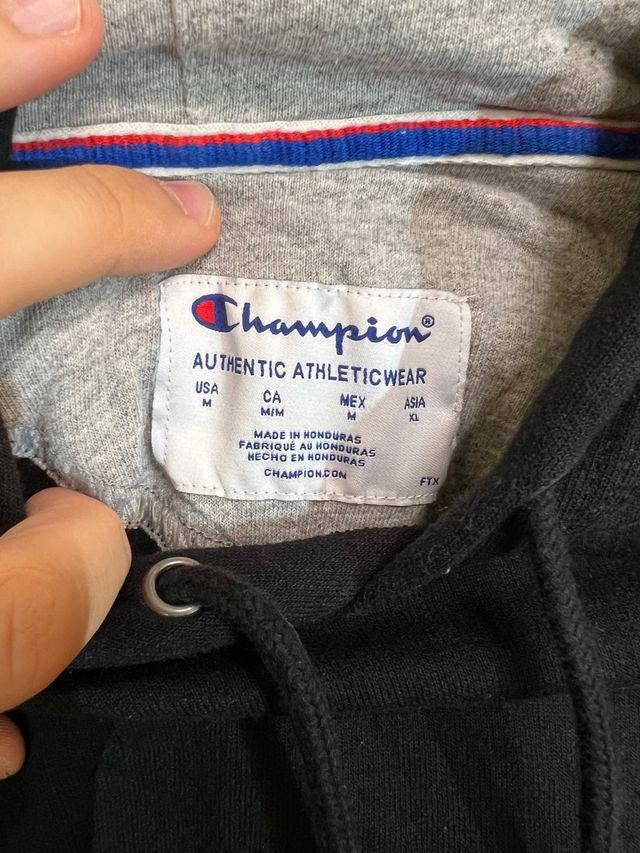 Champion®
AUTHENTIC ATHLETICWEAR
USA CA MEX ASIA
M M/M M XL
MADE IN HONDURAS
FABRIQUÉ AU HONDURAS
HECHO EN HONDURAS
CHAMPION.COM
FTX